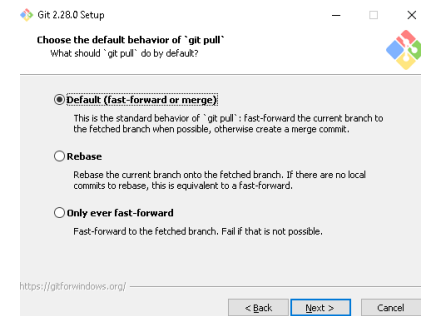 Git 2.28.0 Setup
Choose the default behavior of `git pull`
What should `git pull` do by default?
Default (fast-forward or merge)
This is the standard behavior of `git pull`: fast-forward the current branch to
the fetched branch when possible, otherwise create a merge commit.
Rebase
Rebase the current branch onto the fetched branch. If there are no local
commits to rebase, this is equivalent to a fast-forward.
Only ever fast-forward
Fast-forward to the fetched branch. Fail if that is not possible.
https://gitforwindows.org/
< Back Next > Cancel